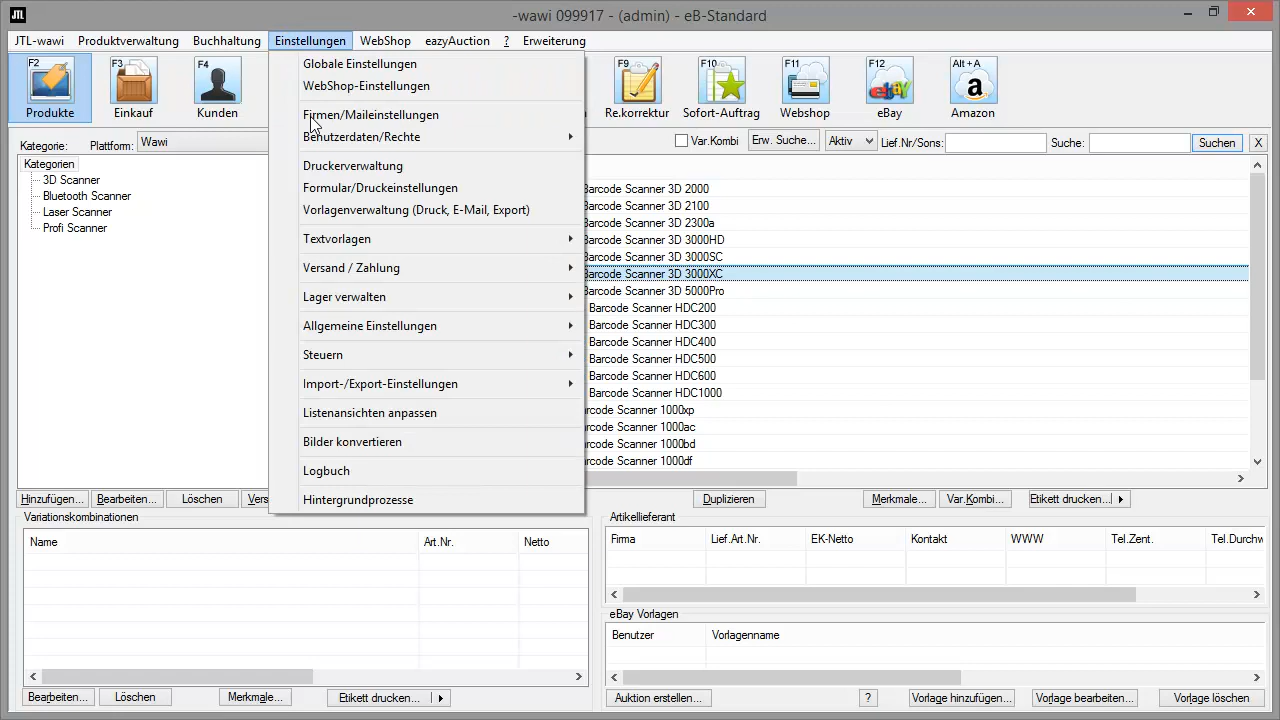 JTL
-wawi 099917 - (admin) - eB-Standard
JTL-wawi Produktverwaltung Buchhaltung Einstellungen WebShop eazyAuction ? Erweiterung
F2 Produkte
F3 Einkauf
F4 Kunden
F9 Re.korrektur
F10 Sofort-Auftrag
F11 Webshop
F12 eBay
Alt + A Amazon
Globale Einstellungen
WebShop-Einstellungen
Firmen/Maileinstellungen
Benutzerdaten/Rechte
Druckerverwaltung
Formular/Druckeinstellungen
Vorlagenverwaltung (Druck, E-Mail, Export)
Textvorlagen
Versand / Zahlung
Lager verwalten
Allgemeine Einstellungen
Steuern
Import-/Export-Einstellungen
Listenansichten anpassen
Bilder konvertieren
Logbuch
Hintergrundprozesse
Kategorie: Plattform: Wawi
Var.Kombi Erw. Suche... Aktiv Lief.Nr/Sons: Suche: Suchen X
Kategorien
3D Scanner
Bluetooth Scanner
Laser Scanner
Profi Scanner
Barcode Scanner 3D 2000
Barcode Scanner 3D 2100
Barcode Scanner 3D 2300a
Barcode Scanner 3D 3000HD
Barcode Scanner 3D 3000SC
Barcode Scanner 3D 3000XC
Barcode Scanner 3D 5000Pro
Barcode Scanner HDC200
Barcode Scanner HDC300
Barcode Scanner HDC400
Barcode Scanner HDC500
Barcode Scanner HDC600
Barcode Scanner HDC1000
rcode Scanner 1000xp
rcode Scanner 1000ac
rcode Scanner 1000bd
rcode Scanner 1000df
Hinzufügen... Bearbeiten... Löschen Vers Duplizieren Merkmale... Var.Kombi... Etikett drucken...
Variationskombinationen
Name Art.Nr. Netto
Bearbeiten... Löschen Merkmale... Etikett drucken...
Artikellieferant
Firma Lief.Art.Nr. EK-Netto Kontakt WWW Tel.Zent. Tel.Durchw
eBay Vorlagen
Benutzer Vorlagenname
Auktion erstellen... ? Vorlage hinzufügen... Vorlage bearbeiten... Vorlage löschen